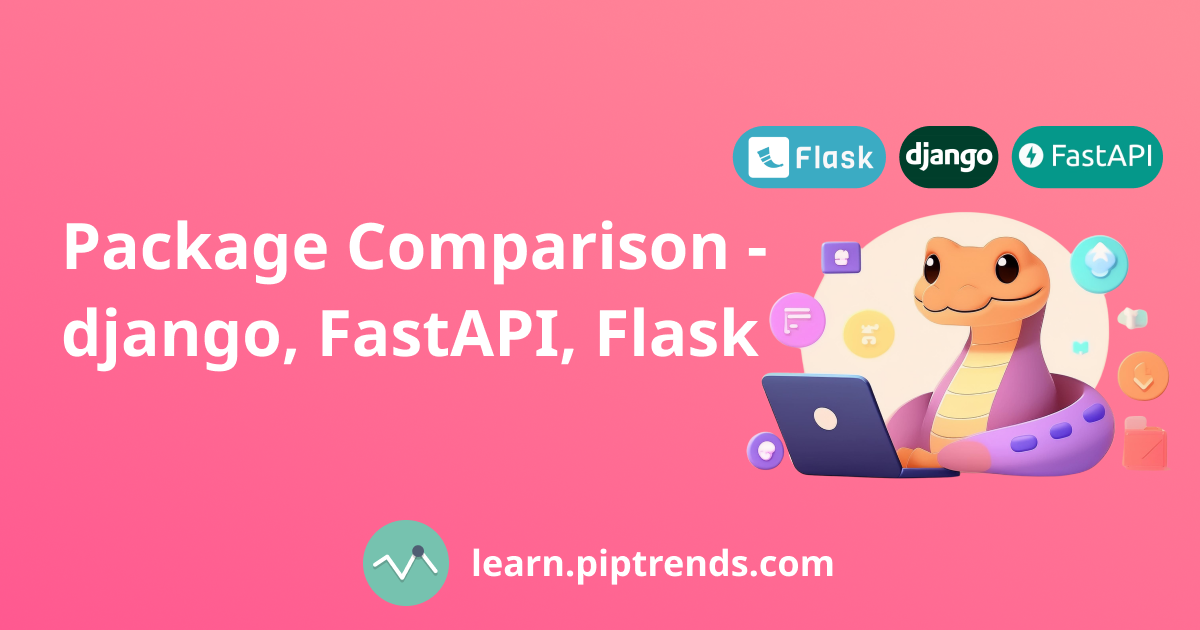 Flask django FastAPI
Package Comparison -
django, FastAPI, Flask
learn.piptrends.com